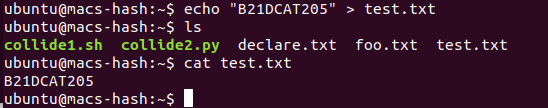 ubuntu@macs-hash:~$ echo "B21DCAT205" > test.txt
ubuntu@macs-hash:~$ ls
collide1.sh  collide2.py  declare.txt  foo.txt  test.txt
ubuntu@macs-hash:~$ cat test.txt
B21DCAT205
ubuntu@macs-hash:~$